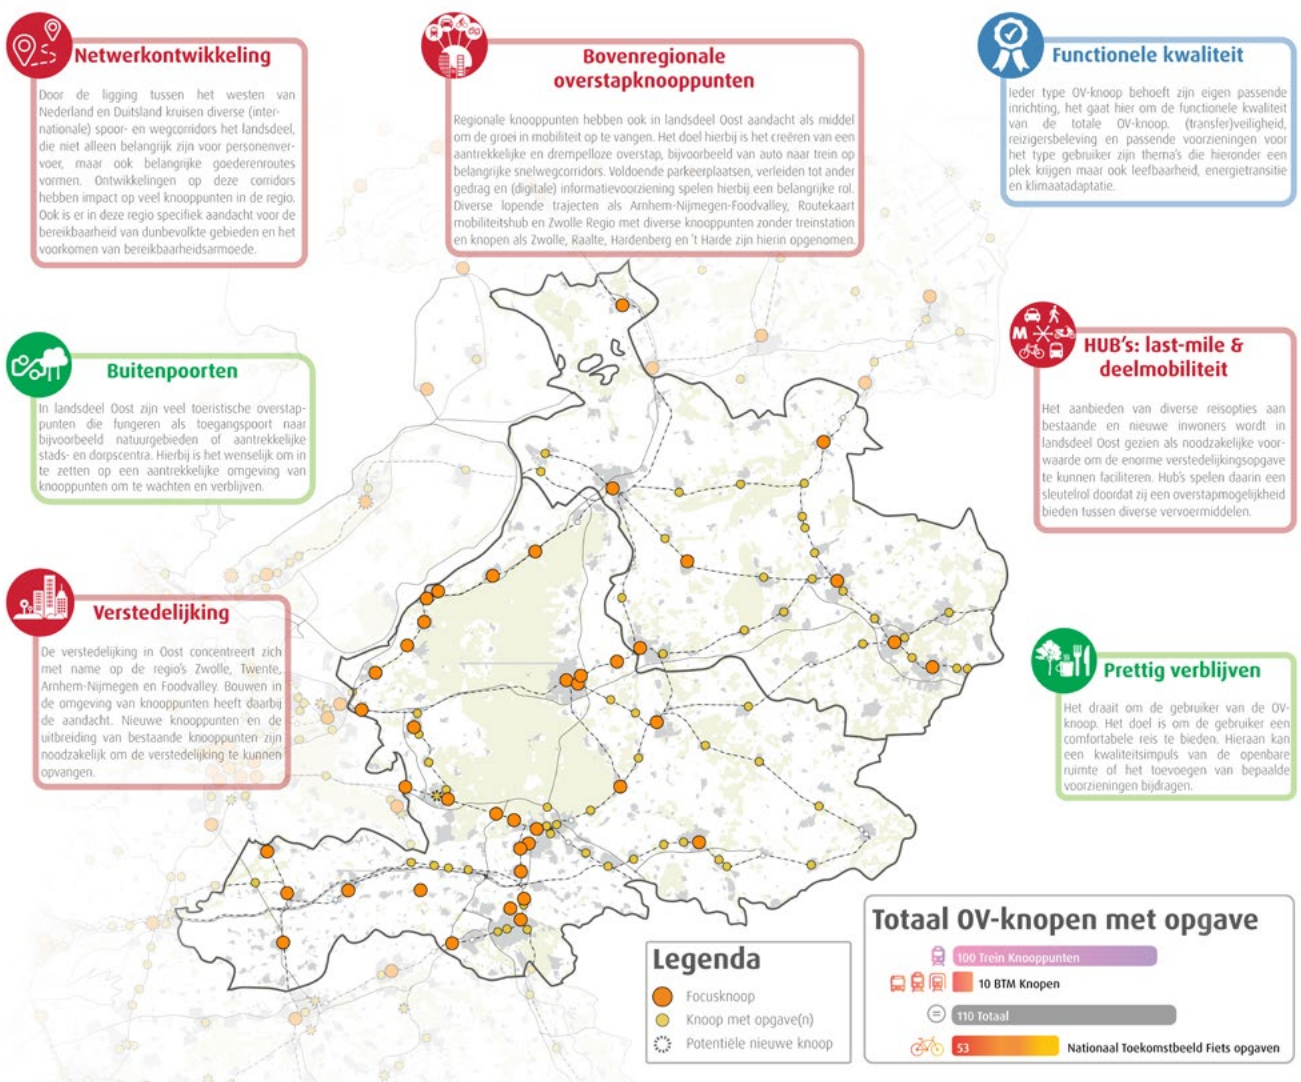 Netwerkontwikkeling
Door de ligging tussen het westen van
Nederland en Duitsland kruisen diverse (inter-
nationale) spoor- en wegcorridors het landsdeel,
die niet alleen belangrijk zijn voor personenver-
voer, maar ook belangrijke goederenroutes
vormen. Ontwikkelingen op deze corridors
hebben impact op veel knooppunten in de regio.
Ook is er in deze regio specifiek aandacht voor de
bereikbaarheid van dunbevolkte gebieden en het
voorkomen van bereikbaarheidsarmoede.
Bovenregionale
overstapknooppunten
Regionale knooppunten hebben ook in landsdeel Oost aandacht als middel
om de groei in mobiliteit op te vangen. Het doel hierbij is het creëren van een
aantrekkelijke en drempelloze overstap, bijvoorbeeld van auto naar trein op
belangrijke snelwegcorridors. Voldoende parkeerplaatsen, verleiden tot ander
gedrag en (digitale) informatievoorziening spelen hierbij een belangrijke rol.
Diverse lopende trajecten als Arnhem-Nijmegen-Foodvalley, Routekaart
mobiliteitshub en Zwolle Regio met diverse knooppunten zonder treinstation
en knopen als Zwolle, Raalte, Hardenberg en 't Harde zijn hierin opgenomen.
Functionele kwaliteit
Ieder type OV-knoop behoeft zijn eigen passende
inrichting, het gaat hier om de functionele kwaliteit
van de totale OV-knoop. (transfer)veiligheid,
reizigersbeleving en passende voorzieningen voor
het type gebruiker zijn thema's die hieronder een
plek krijgen maar ook leefbaarheid, energietransitie
en klimaatadaptatie.
Buitenpoorten
In landsdeel Oost zijn veel toeristische overstap-
punten die fungeren als toegangspoort naar
bijvoorbeeld natuurgebieden of aantrekkelijke
stads- en dorpscentra. Hierbij is het wenselijk om in
te zetten op een aantrekkelijke omgeving van
knooppunten om te wachten en verblijven.
M
HUB's: last-mile &
deelmobiliteit
Het aanbieden van diverse reisopties aan
bestaande en nieuwe inwoners wordt in
landsdeel Oost gezien als noodzakelijke voor-
waarde om de enorme verstedelijkingsopgave
te kunnen faciliteren. Hub's spelen daarin een
sleutelrol doordat zij een overstapmogelijkheid
bieden tussen diverse vervoermiddelen.
Verstedelijking
De verstedelijking in Oost concentreert zich
met name op de regio's Zwolle, Twente,
Arnhem-Nijmegen en Foodvalley. Bouwen in
de omgeving van knooppunten heeft daarbij
de aandacht. Nieuwe knooppunten en de
uitbreiding van bestaande knooppunten zijn
noodzakelijk om de verstedelijking te kunnen
opvangen.
Prettig verblijven
Het draait om de gebruiker van de OV-
knoop. Het doel is om de gebruiker een
comfortabele reis te bieden. Hieraan kan
een kwaliteitsimpuls van de openbare
ruimte of het toevoegen van bepaalde
voorzieningen bijdragen.
Legenda
Focusknoop
Knoop met opgave(n)
Potentiële nieuwe knoop
Totaal OV-knopen met opgave
100 Trein Knooppunten
10 BTM Knopen
110 Totaal
53 Nationaal Toekomstbeeld Fiets opgaven